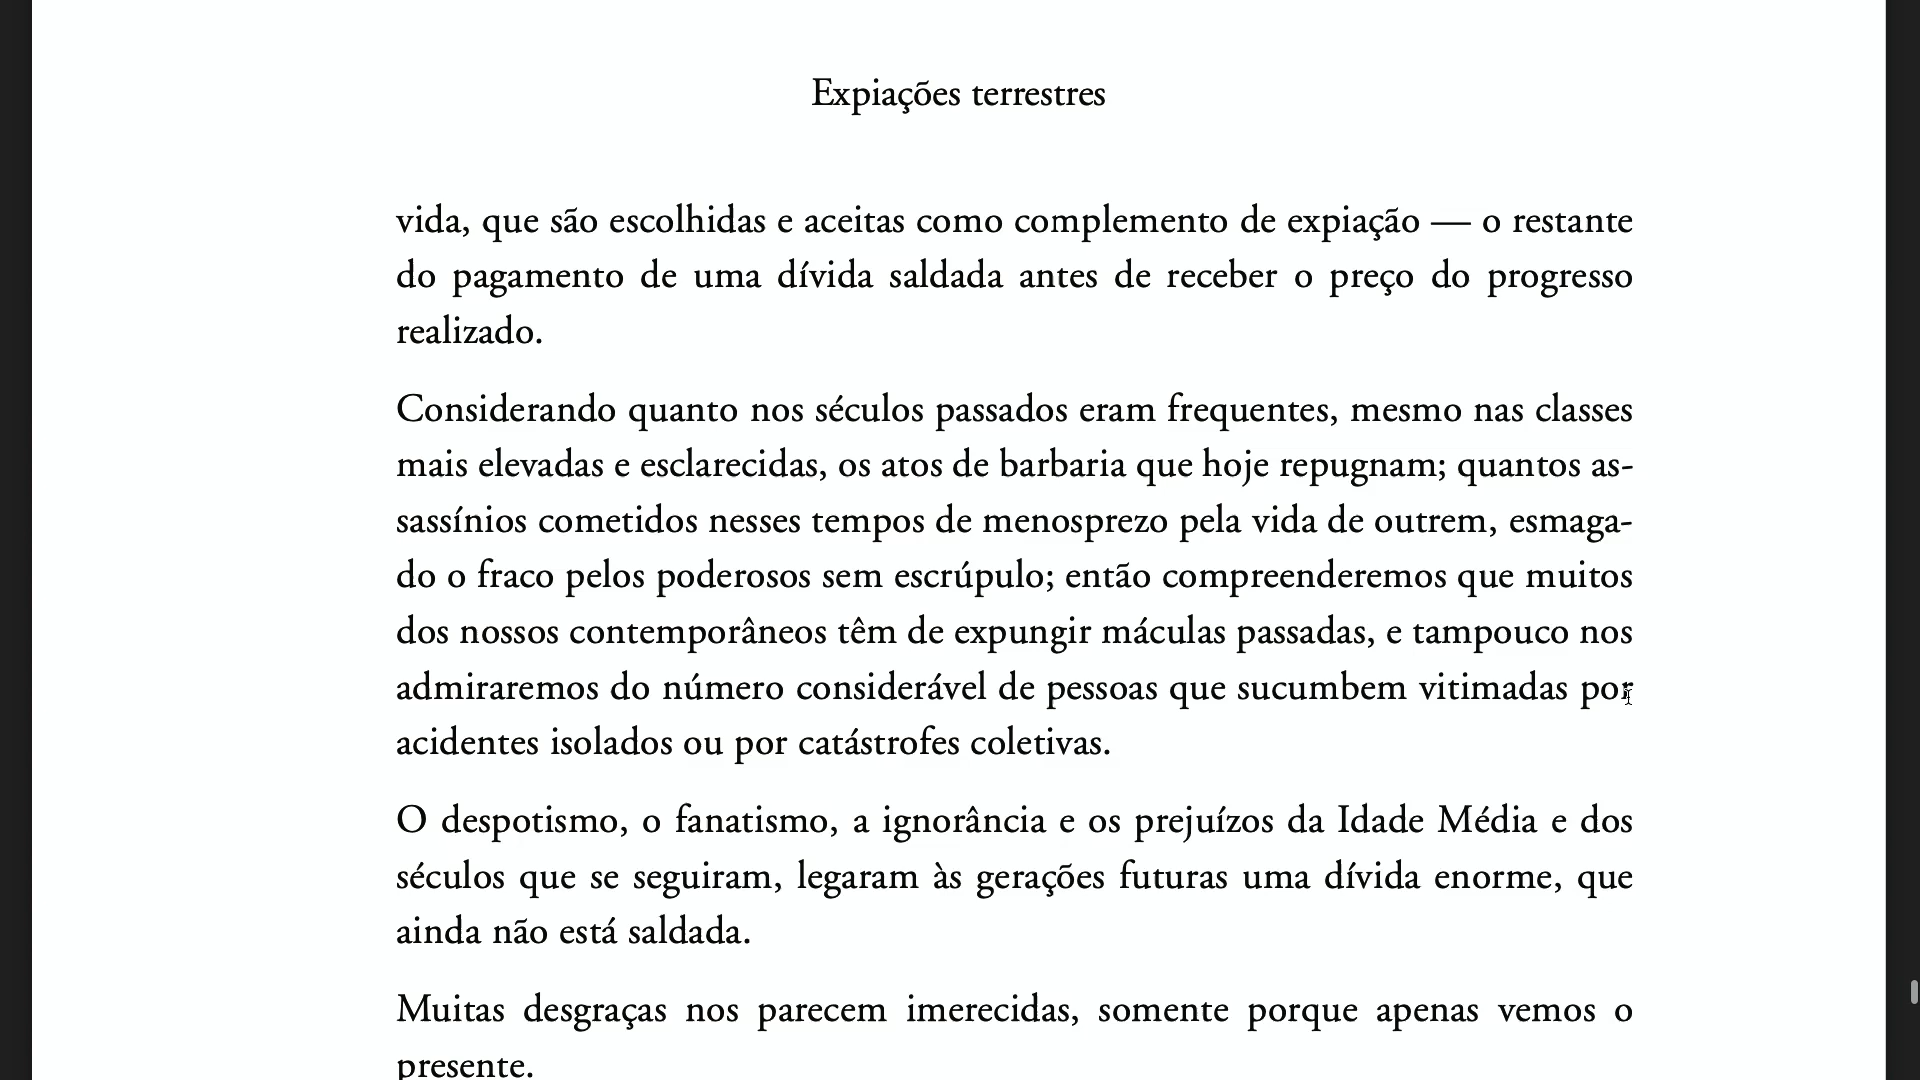 Expiações terrestres
vida, que são escolhidas e aceitas como complemento de expiação — o restante
do pagamento de uma dívida saldada antes de receber o preço do progresso
realizado.
Considerando quanto nos séculos passados eram frequentes, mesmo nas classes
mais elevadas e esclarecidas, os atos de barbaria que hoje repugnam; quantos as-
sassínios cometidos nesses tempos de menosprezo pela vida de outrem, esmaga-
do o fraco pelos poderosos sem escrúpulo; então compreenderemos que muitos
dos nossos contemporâneos têm de expungir máculas passadas, e tampouco nos
admiraremos do número considerável de pessoas que sucumbem vitimadas por
acidentes isolados ou por catástrofes coletivas.
O despotismo, o fanatismo, a ignorância e os prejuízos da Idade Média e dos
séculos que se seguiram, legaram às gerações futuras uma dívida enorme, que
ainda não está saldada.
Muitas desgraças nos parecem imerecidas, somente porque apenas vemos o
presente.